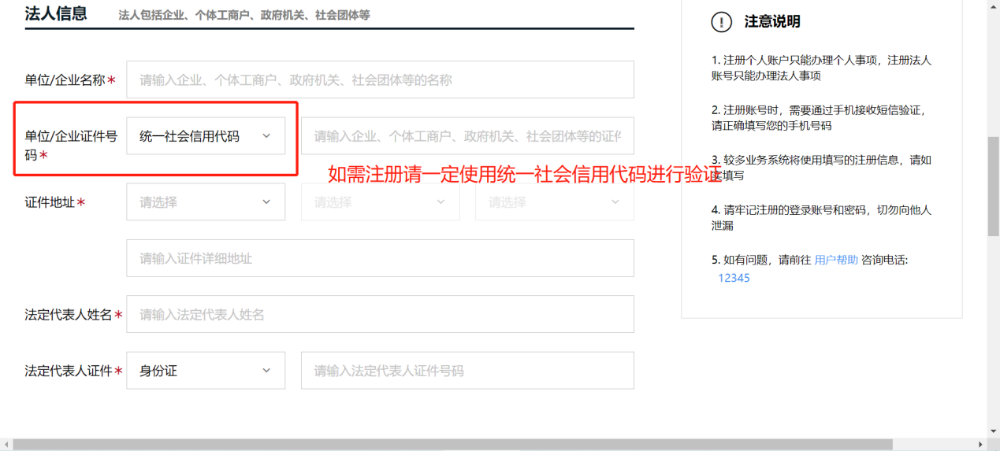 法人信息 法人包括企业、个体工商户、政府机关、社会团体等
单位/企业名称* 请输入企业、个体工商户、政府机关、社会团体等的名称
单位/企业证件号
码*
统一社会信用代码 请输入企业、个体工商户、政府机关、社会团体等的证件
如需注册请一定使用统一社会信用代码进行验证
证件地址* 请选择 请选择 请选择
请输入证件详细地址
法定代表人姓名* 请输入法定代表人姓名
法定代表人证件* 身份证 请输入法定代表人证件号码
注意说明
1. 注册个人账户只能办理个人事项，注册法人
账号只能办理法人事项
2. 注册账号时，需要通过手机接收短信验证，
请正确填写您的手机号码
3. 较多业务系统将使用填写的注册信息，请如
实填写
4. 请牢记注册的登录账号和密码，切勿向他人
泄漏
5. 如有问题，请前往 用户帮助 咨询电话:
12345